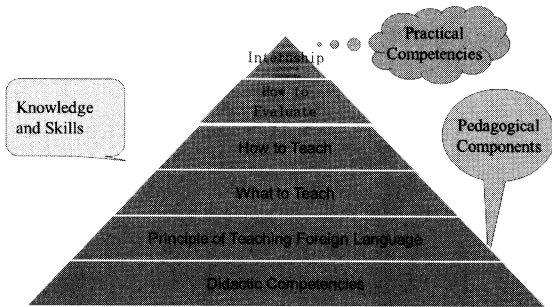 Practical
Competencies
Internship
How to
Evaluate
Knowledge
and Skills
Pedagogical
Components
How to Teach
What to Teach
Principle of Teaching Foreign Language
Didactic Competencies